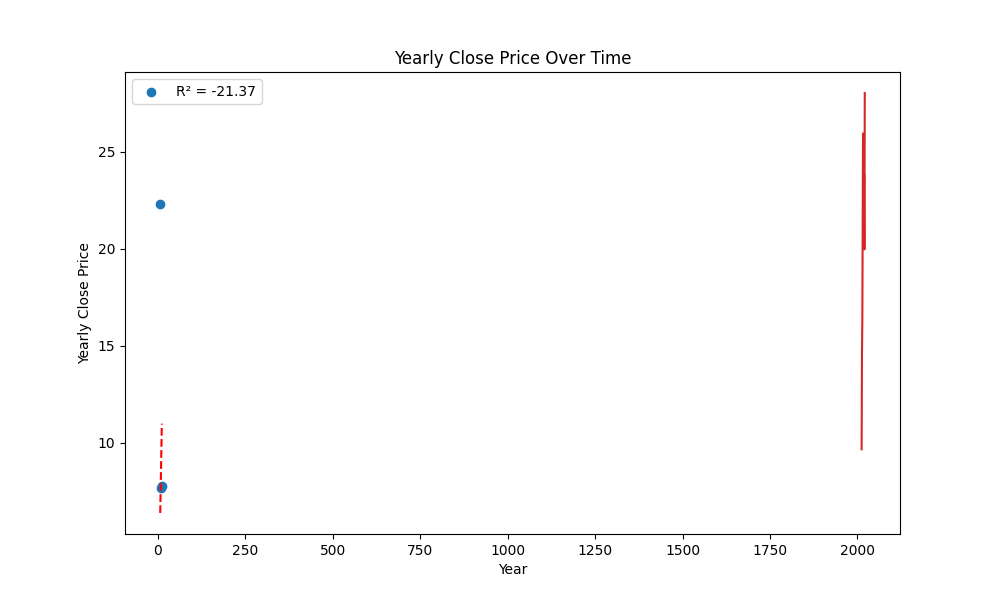 Yearly Close Price Over Time
R² = -21.37
25
20
15
10
Yearly Close Price
0 250 500 750 1000 1250 1500 1750 2000
Year